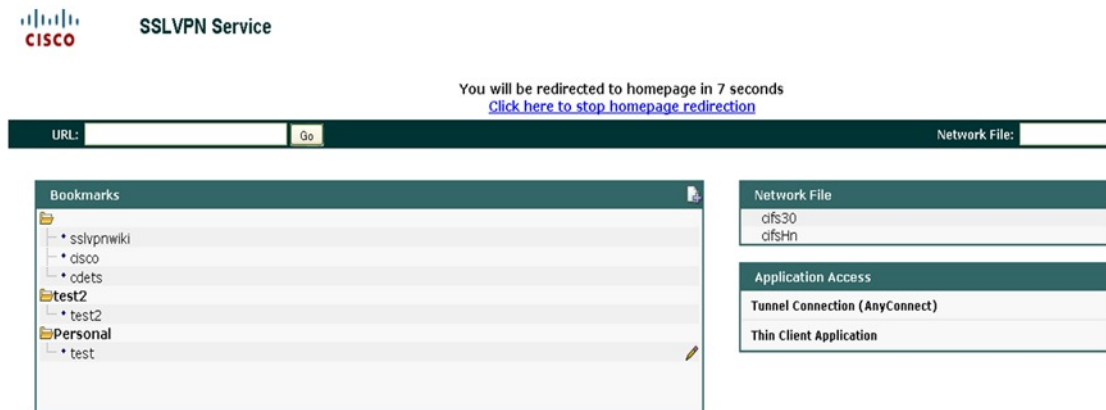 CISCO
SSLVPN Service
You will be redirected to homepage in 7 seconds
Click here to stop homepage redirection
URL:
Go
Network File:
Bookmarks
sslvpnwiki
cisco
cdets
test2
test2
Personal
test
Network File
cifs30
cifsHn
Application Access
Tunnel Connection (AnyConnect)
Thin Client Application